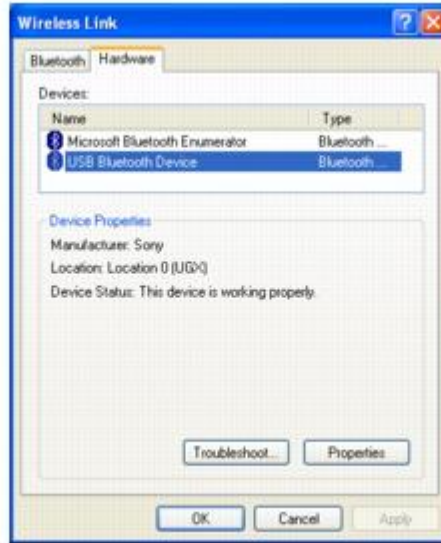 Wireless Link
Bluetooth Hardware
Devices:
Name Type
Microsoft Bluetooth Enumerator Bluetooth ...
USB Bluetooth Device Bluetooth ...
Device Properties
Manufacturer: Sony
Location: Location 0 (UGX)
Device Status: This device is working properly.
Troubleshoot... Properties
OK Cancel Apply